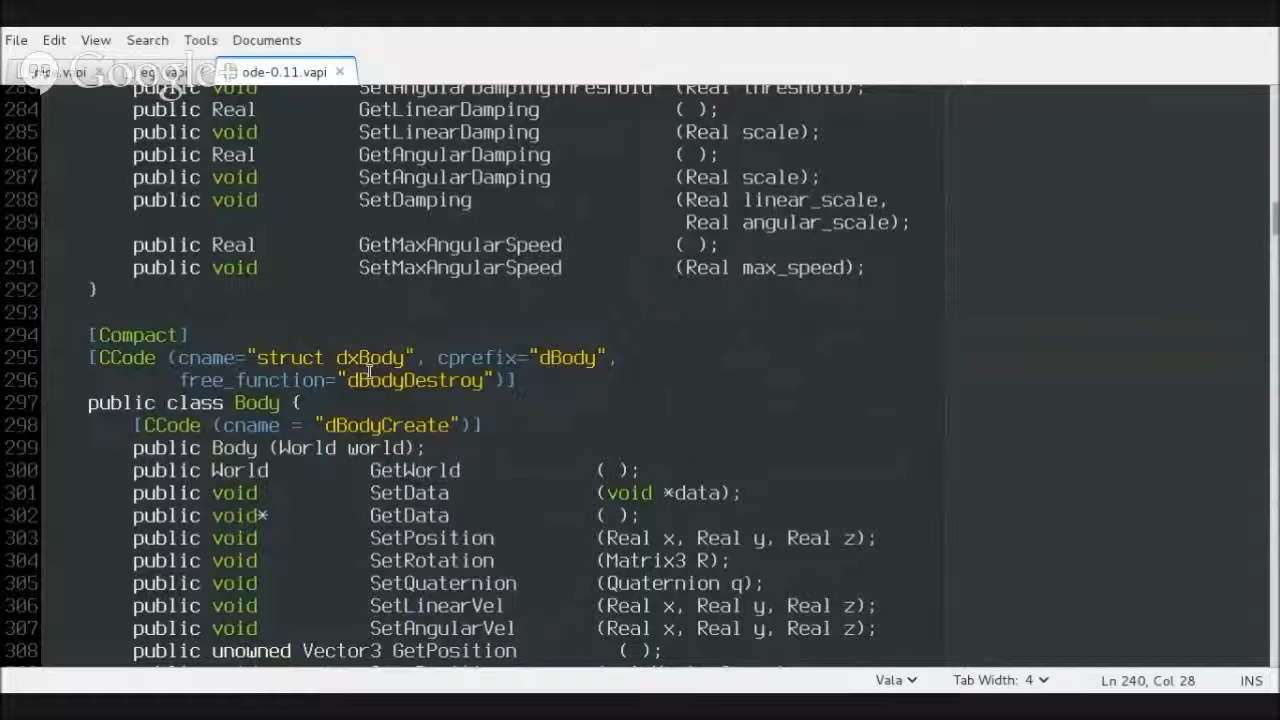 File Edit View Search Tools Documents
Google+
ode-0.11.vapi ×
283 public void SetAngularDampingThreshold (Real threshold);
284 public Real GetLinearDamping ( );
285 public void SetLinearDamping (Real scale);
286 public Real GetAngularDamping ( );
287 public void SetAngularDamping (Real scale);
288 public void SetDamping (Real linear_scale,
289 Real angular_scale);
290 public Real GetMaxAngularSpeed ( );
291 public void SetMaxAngularSpeed (Real max_speed);
292 }
293
294 [Compact]
295 [CCode (cname="struct dxBody", cprefix="dBody",
296 free_function="dBodyDestroy")]
297 public class Body {
298 [CCode (cname = "dBodyCreate")]
299 public Body (World world);
300 public World GetWorld ( );
301 public void SetData (void *data);
302 public void* GetData ( );
303 public void SetPosition (Real x, Real y, Real z);
304 public void SetRotation (Matrix3 R);
305 public void SetQuaternion (Quaternion q);
306 public void SetLinearVel (Real x, Real y, Real z);
307 public void SetAngularVel (Real x, Real y, Real z);
308 public unowned Vector3 GetPosition ( );
Vala Tab Width: 4 Ln 240, Col 28 INS